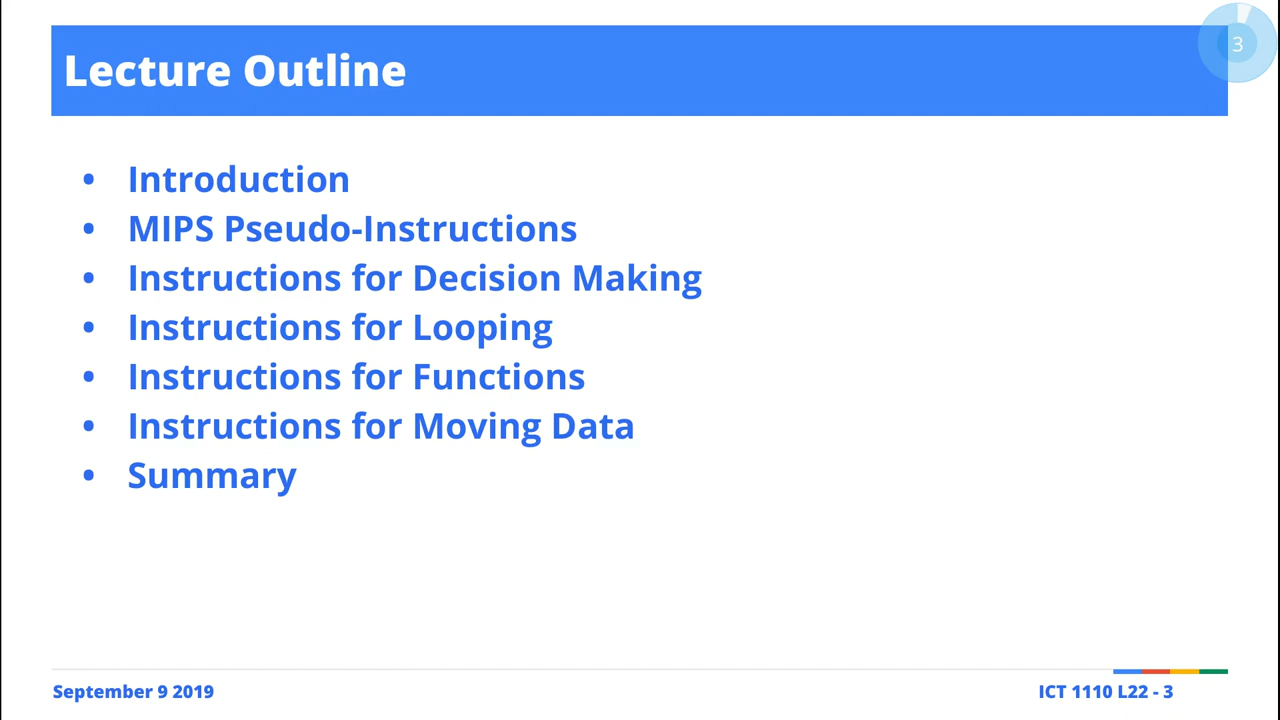 3
Lecture Outline
• Introduction
• MIPS Pseudo-Instructions
• Instructions for Decision Making
• Instructions for Looping
• Instructions for Functions
• Instructions for Moving Data
• Summary
September 9 2019
ICT 1110 L22 - 3